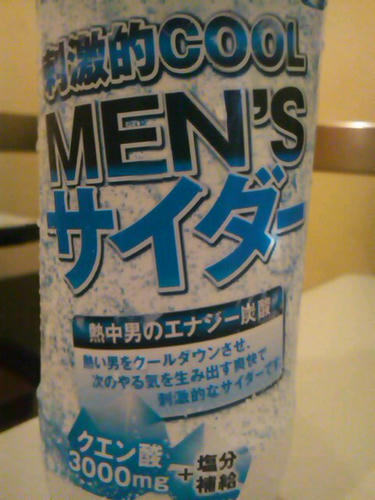 刺激的COOL
MEN'S
サイダー
熱中男のエナジー炭酸
熱い男をクールダウンさせ、
次のやる気を生み出す爽快で
刺激的なサイダーです
クエン酸
3000mg
+
塩分
補給